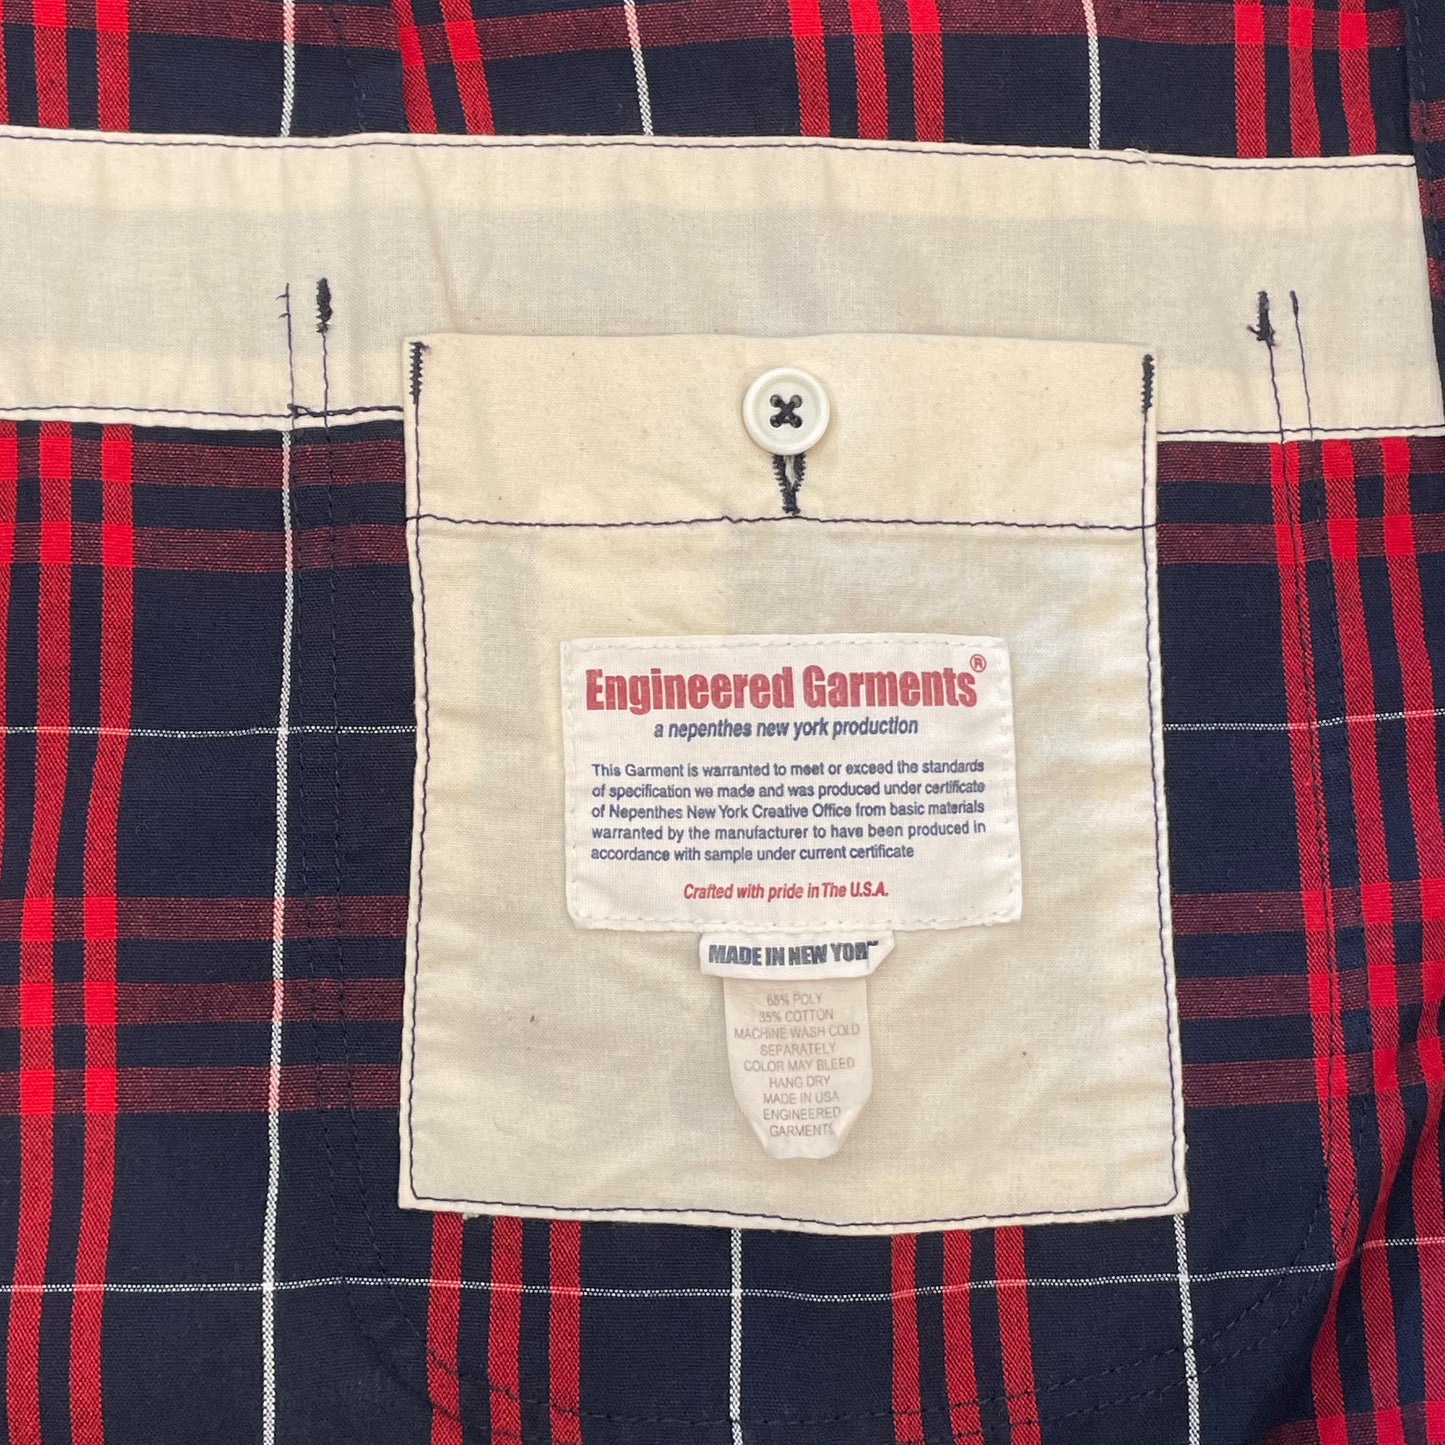 Engineered Garments®
a nepenthes new york production
This Garment is warranted to meet or exceed the standards
of specification we made and was produced under certificate
of Nepenthes New York Creative Office from basic materials
warranted by the manufacturer to have been produced in
accordance with sample under current certificate
Crafted with pride in The U.S.A.
MADE IN NEW YORK
65% POLY
35% COTTON
MACHINE WASH COLD
SEPARATELY
COLOR MAY BLEED
HANG DRY
MADE IN USA
ENGINEERED
GARMENTS